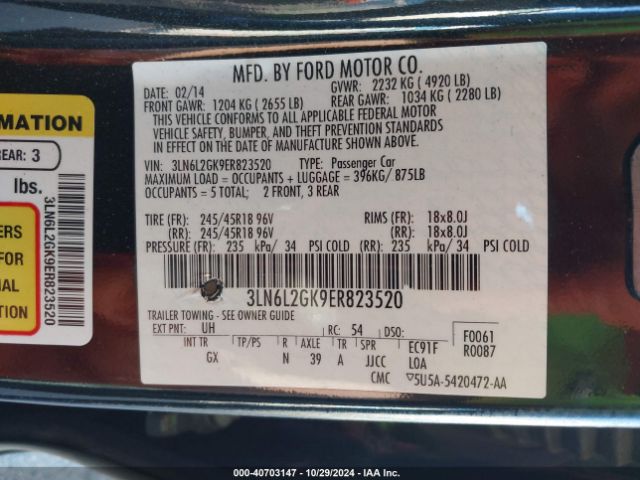 MFD. BY FORD MOTOR CO.
DATE: 02/14 GVWR: 2232 KG ( 4920 LB)
FRONT GAWR: 1204 KG ( 2655 LB) REAR GAWR: 1034 KG ( 2280 LB)
THIS VEHICLE CONFORMS TO ALL APPLICABLE FEDERAL MOTOR
VEHICLE SAFETY, BUMPER, AND THEFT PREVENTION STANDARDS
IN EFFECT ON THE DATE OF MANUFACTURE SHOWN ABOVE.
VIN: 3LN6L2GK9ER823520 TYPE: Passenger Car
MAXIMUM LOAD = OCCUPANTS + LUGGAGE = 396KG/ 875LB
OCCUPANTS = 5 TOTAL; 2 FRONT, 3 REAR
TIRE (FR): 245/45R18 96V RIMS (FR): 18x8.0J
(RR): 245/45R18 96V (RR): 18x8.0J
PRESSURE (FR): 235 kPa/ 34 PSI COLD (RR): 235 kPa/ 34 PSI COLD
3LN6L2GK9ER823520
TRAILER TOWING - SEE OWNER GUIDE
EXT PNT: UH RC: 54 DSO: F0061
INT TR TP/PS R AXLE TR SPR EC91F R0087
GX N 39 A JJCC LOA
CMC 5U5A-5420472-AA
RMATION
REAR: 3
lbs.
3LN6L2GK9ER823520
ERS
FOR
NAL
N
000-40703147 - 10/29/2024 - IAA Inc.